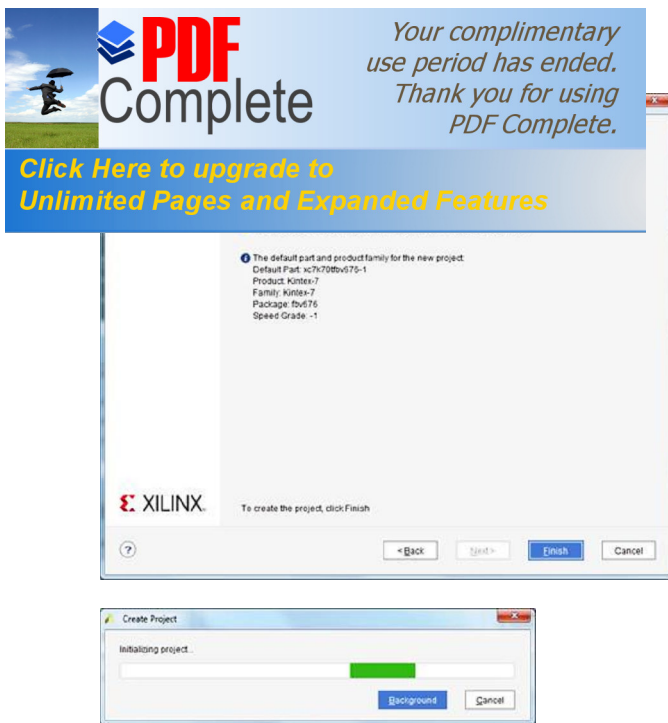 PDF
Complete
Your complimentary
use period has ended.
Thank you for using
PDF Complete.
Click Here to upgrade to
Unlimited Pages and Expanded Features
The default part and product family for the new project:
Default Part: xc7k70tfbv676-1
Product: Kintex-7
Family: Kintex-7
Package: fbv676
Speed Grade: -1
XILINX.
To create the project, click Finish
?
< Back
Next >
Finish
Cancel
Create Project
Initializing project...
Background
Cancel